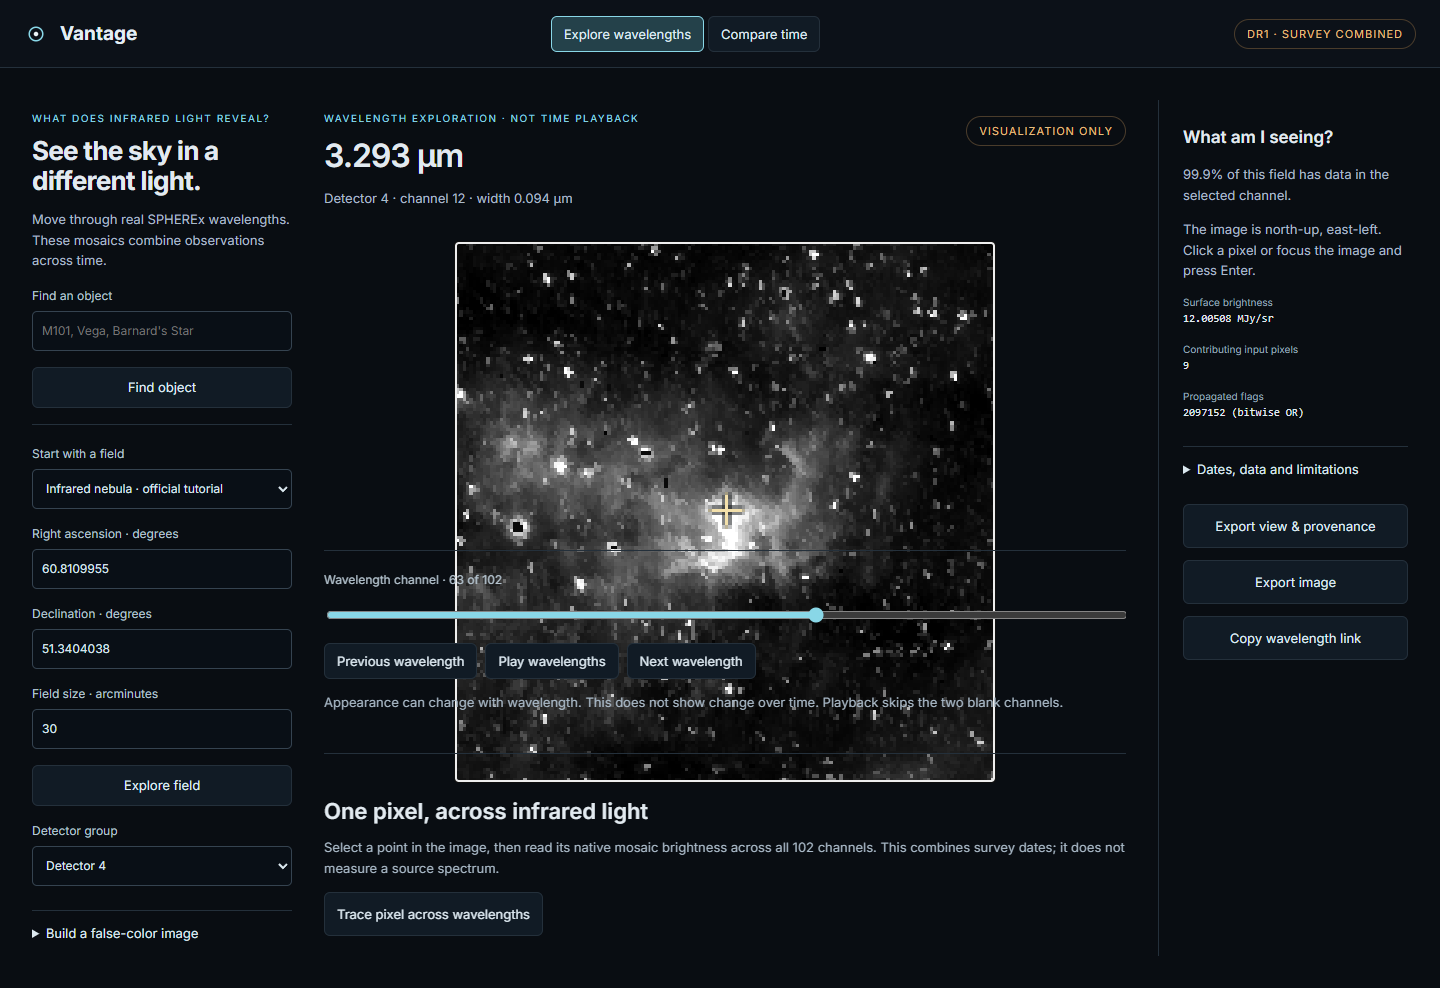 Vantage
Explore wavelengths
Compare time
DR1 · SURVEY COMBINED
WHAT DOES INFRARED LIGHT REVEAL?
See the sky in a
different light.
Move through real SPHEREx wavelengths.
These mosaics combine observations
across time.
Find an object
M101, Vega, Barnard's Star
Find object
Start with a field
Infrared nebula · official tutorial
Right ascension · degrees
60.8109955
Declination · degrees
51.3404038
Field size · arcminutes
30
Explore field
Detector group
Detector 4
Build a false-color image
WAVELENGTH EXPLORATION · NOT TIME PLAYBACK
3.293 µm
Detector 4 · channel 12 · width 0.094 µm
VISUALIZATION ONLY
Wavelength channel · 63 of 102
Previous wavelength
Play wavelengths
Next wavelength
Appearance can change with wavelength. This does not show change over time. Playback skips the two blank channels.
One pixel, across infrared light
Select a point in the image, then read its native mosaic brightness across all 102 channels. This combines survey dates; it does not
measure a source spectrum.
Trace pixel across wavelengths
What am I seeing?
99.9% of this field has data in the
selected channel.
The image is north-up, east-left.
Click a pixel or focus the image and
press Enter.
Surface brightness
12.00508 MJy/sr
Contributing input pixels
9
Propagated flags
2097152 (bitwise OR)
Dates, data and limitations
Export view & provenance
Export image
Copy wavelength link